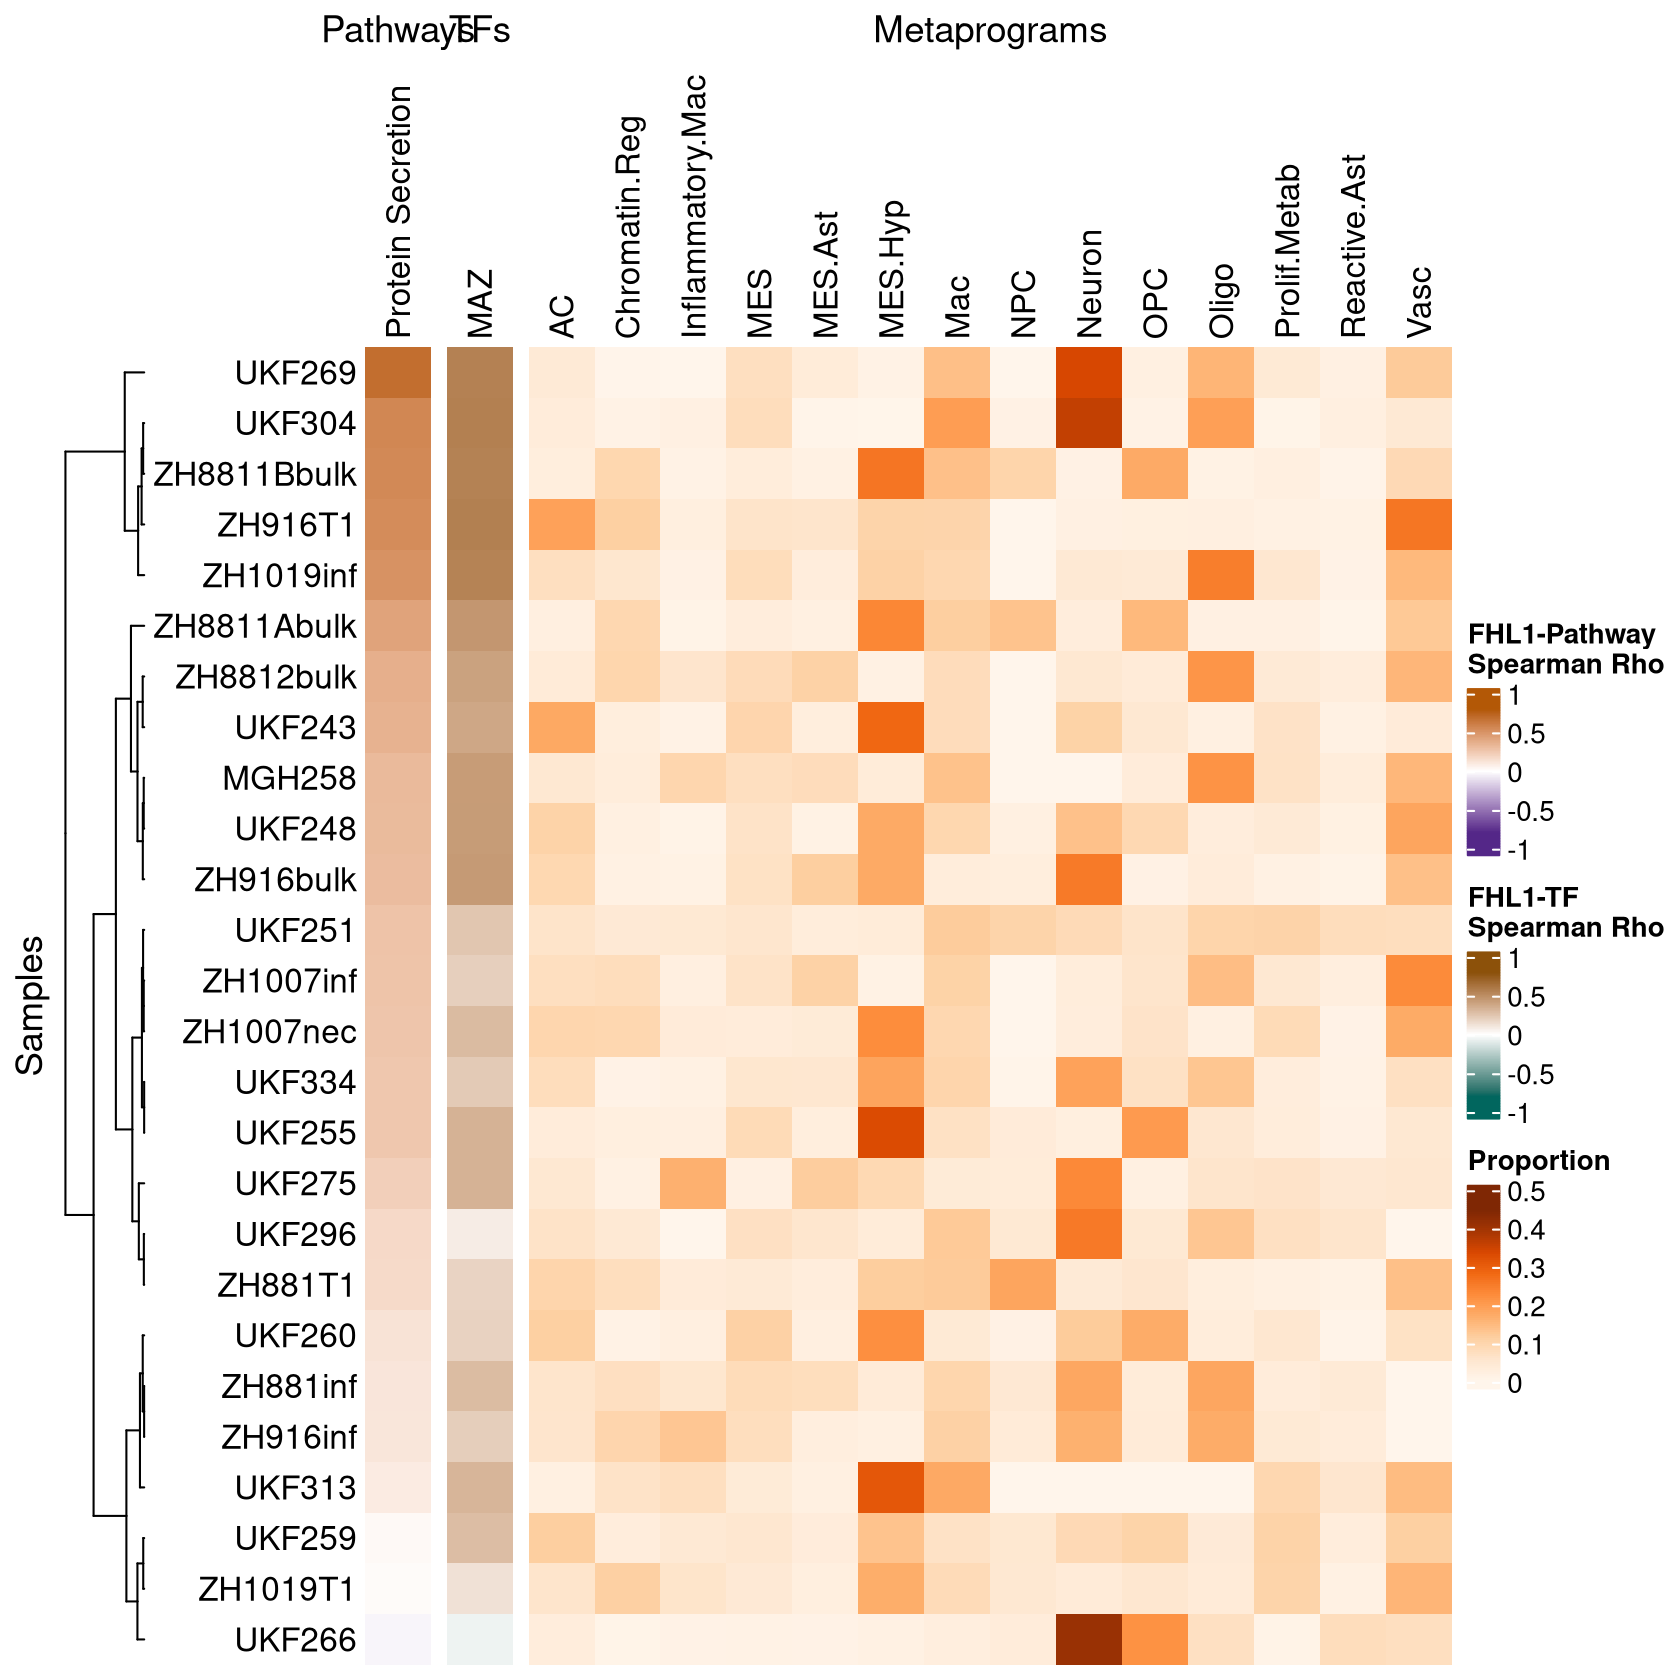 Pathways TFs Metaprograms
Protein Secretion
MAZ
AC
Chromatin.Reg
Inflammatory.Mac
MES
MES.Ast
MES.Hyp
Mac
NPC
Neuron
OPC
Oligo
Prolif.Metab
Reactive.Ast
Vasc
Samples
UKF269
UKF304
ZH8811Bbulk
ZH916T1
ZH1019inf
ZH8811Abulk
ZH8812bulk
UKF243
MGH258
UKF248
ZH916bulk
UKF251
ZH1007inf
ZH1007nec
UKF334
UKF255
UKF275
UKF296
ZH881T1
UKF260
ZH881inf
ZH916inf
UKF313
UKF259
ZH1019T1
UKF266
FHL1-Pathway
Spearman Rho
1
0.5
0
-0.5
-1
FHL1-TF
Spearman Rho
1
0.5
0
-0.5
-1
Proportion
0.5
0.4
0.3
0.2
0.1
0